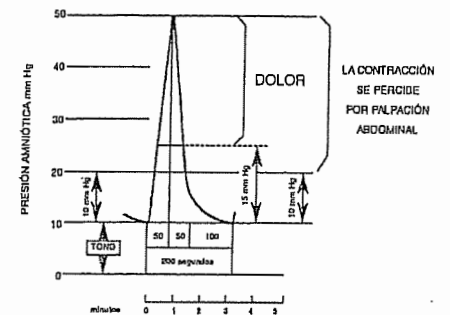 PRESIÓN AMNIÓTICA mm Hg
50
40
30
20
10
0
DOLOR
LA CONTRACCIÓN
SE PERCIDE
POR PALPACIÓN
ABDOMINAL
10 mm Hg
15 mm Hg
10 mm Hg
TONO
50 50 100
200 segundos
minutos 0 1 2 3 4 5